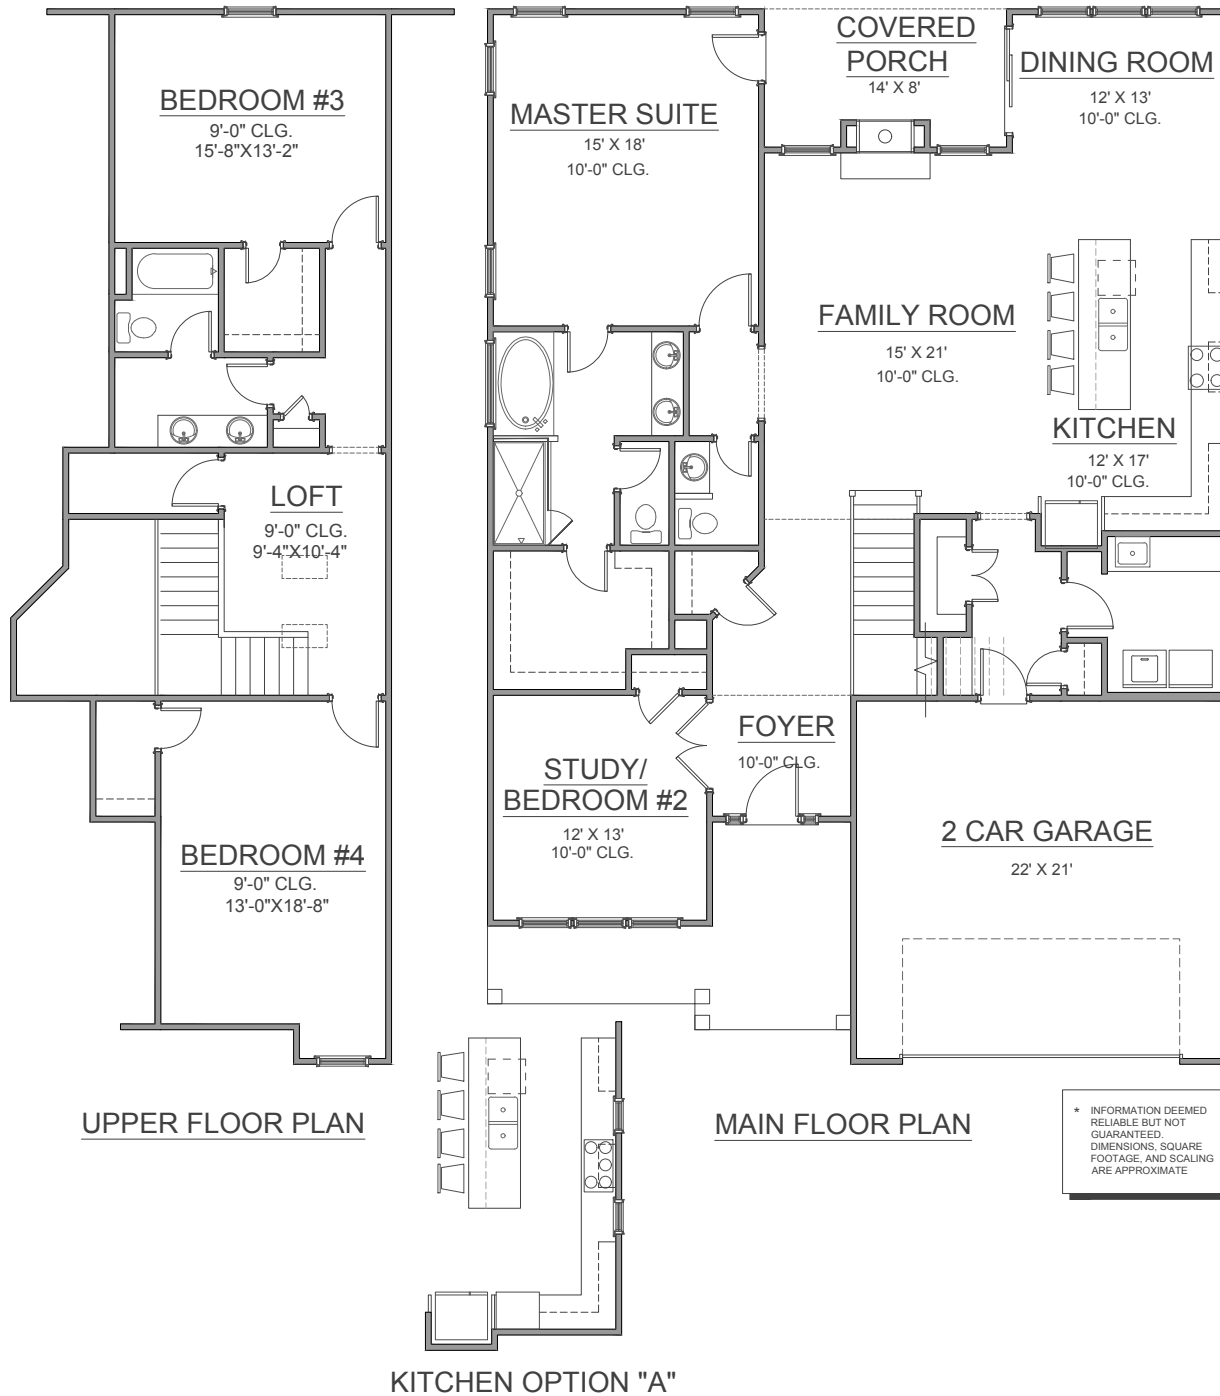 BEDROOM #3
9'-0" CLG.
15'-8"X13'-2"
LOFT
9'-0" CLG.
9'-4"X10'-4"
BEDROOM #4
9'-0" CLG.
13'-0"X18'-8"
UPPER FLOOR PLAN
MASTER SUITE
15' X 18'
10'-0" CLG.
COVERED
PORCH
14' X 8'
DINING ROOM
12' X 13'
10'-0" CLG.
FAMILY ROOM
15' X 21'
10'-0" CLG.
KITCHEN
12' X 17'
10'-0" CLG.
FOYER
10'-0" CLG.
STUDY/
BEDROOM #2
12' X 13'
10'-0" CLG.
2 CAR GARAGE
22' X 21'
MAIN FLOOR PLAN
* INFORMATION DEEMED
RELIABLE BUT NOT
GUARANTEED.
DIMENSIONS, SQUARE
FOOTAGE, AND SCALING
ARE APPROXIMATE
KITCHEN OPTION "A"